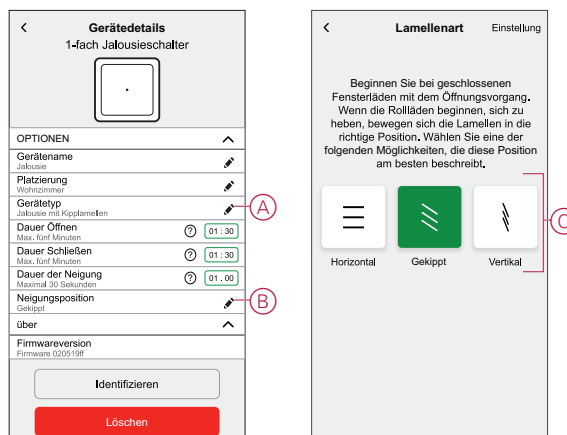 Gerätedetails
1-fach Jalousieschalter
OPTIONEN
Gerätename
Jalousie
Platzierung
Wohnzimmer
Gerätetyp
Jalousie mit Kipplamellen
A
Dauer Öffnen
Max. fünf Minuten
? 01 : 30
Dauer Schließen
Max. fünf Minuten
? 01 : 30
Dauer der Neigung
Maximal 30 Sekunden
? 01 . 00
Neigungsposition
Gekippt
B
über
Firmwareversion
Firmware 020519ff
Identifizieren
Löschen
Lamellenart
Einstellung
Beginnen Sie bei geschlossenen
Fensterläden mit dem Öffnungsvorgang.
Wenn die Rollläden beginnen, sich zu
heben, bewegen sich die Lamellen in die
richtige Position. Wählen Sie eine der
folgenden Möglichkeiten, die diese Position
am besten beschreibt.
Horizontal
Gekippt
Vertikal
C